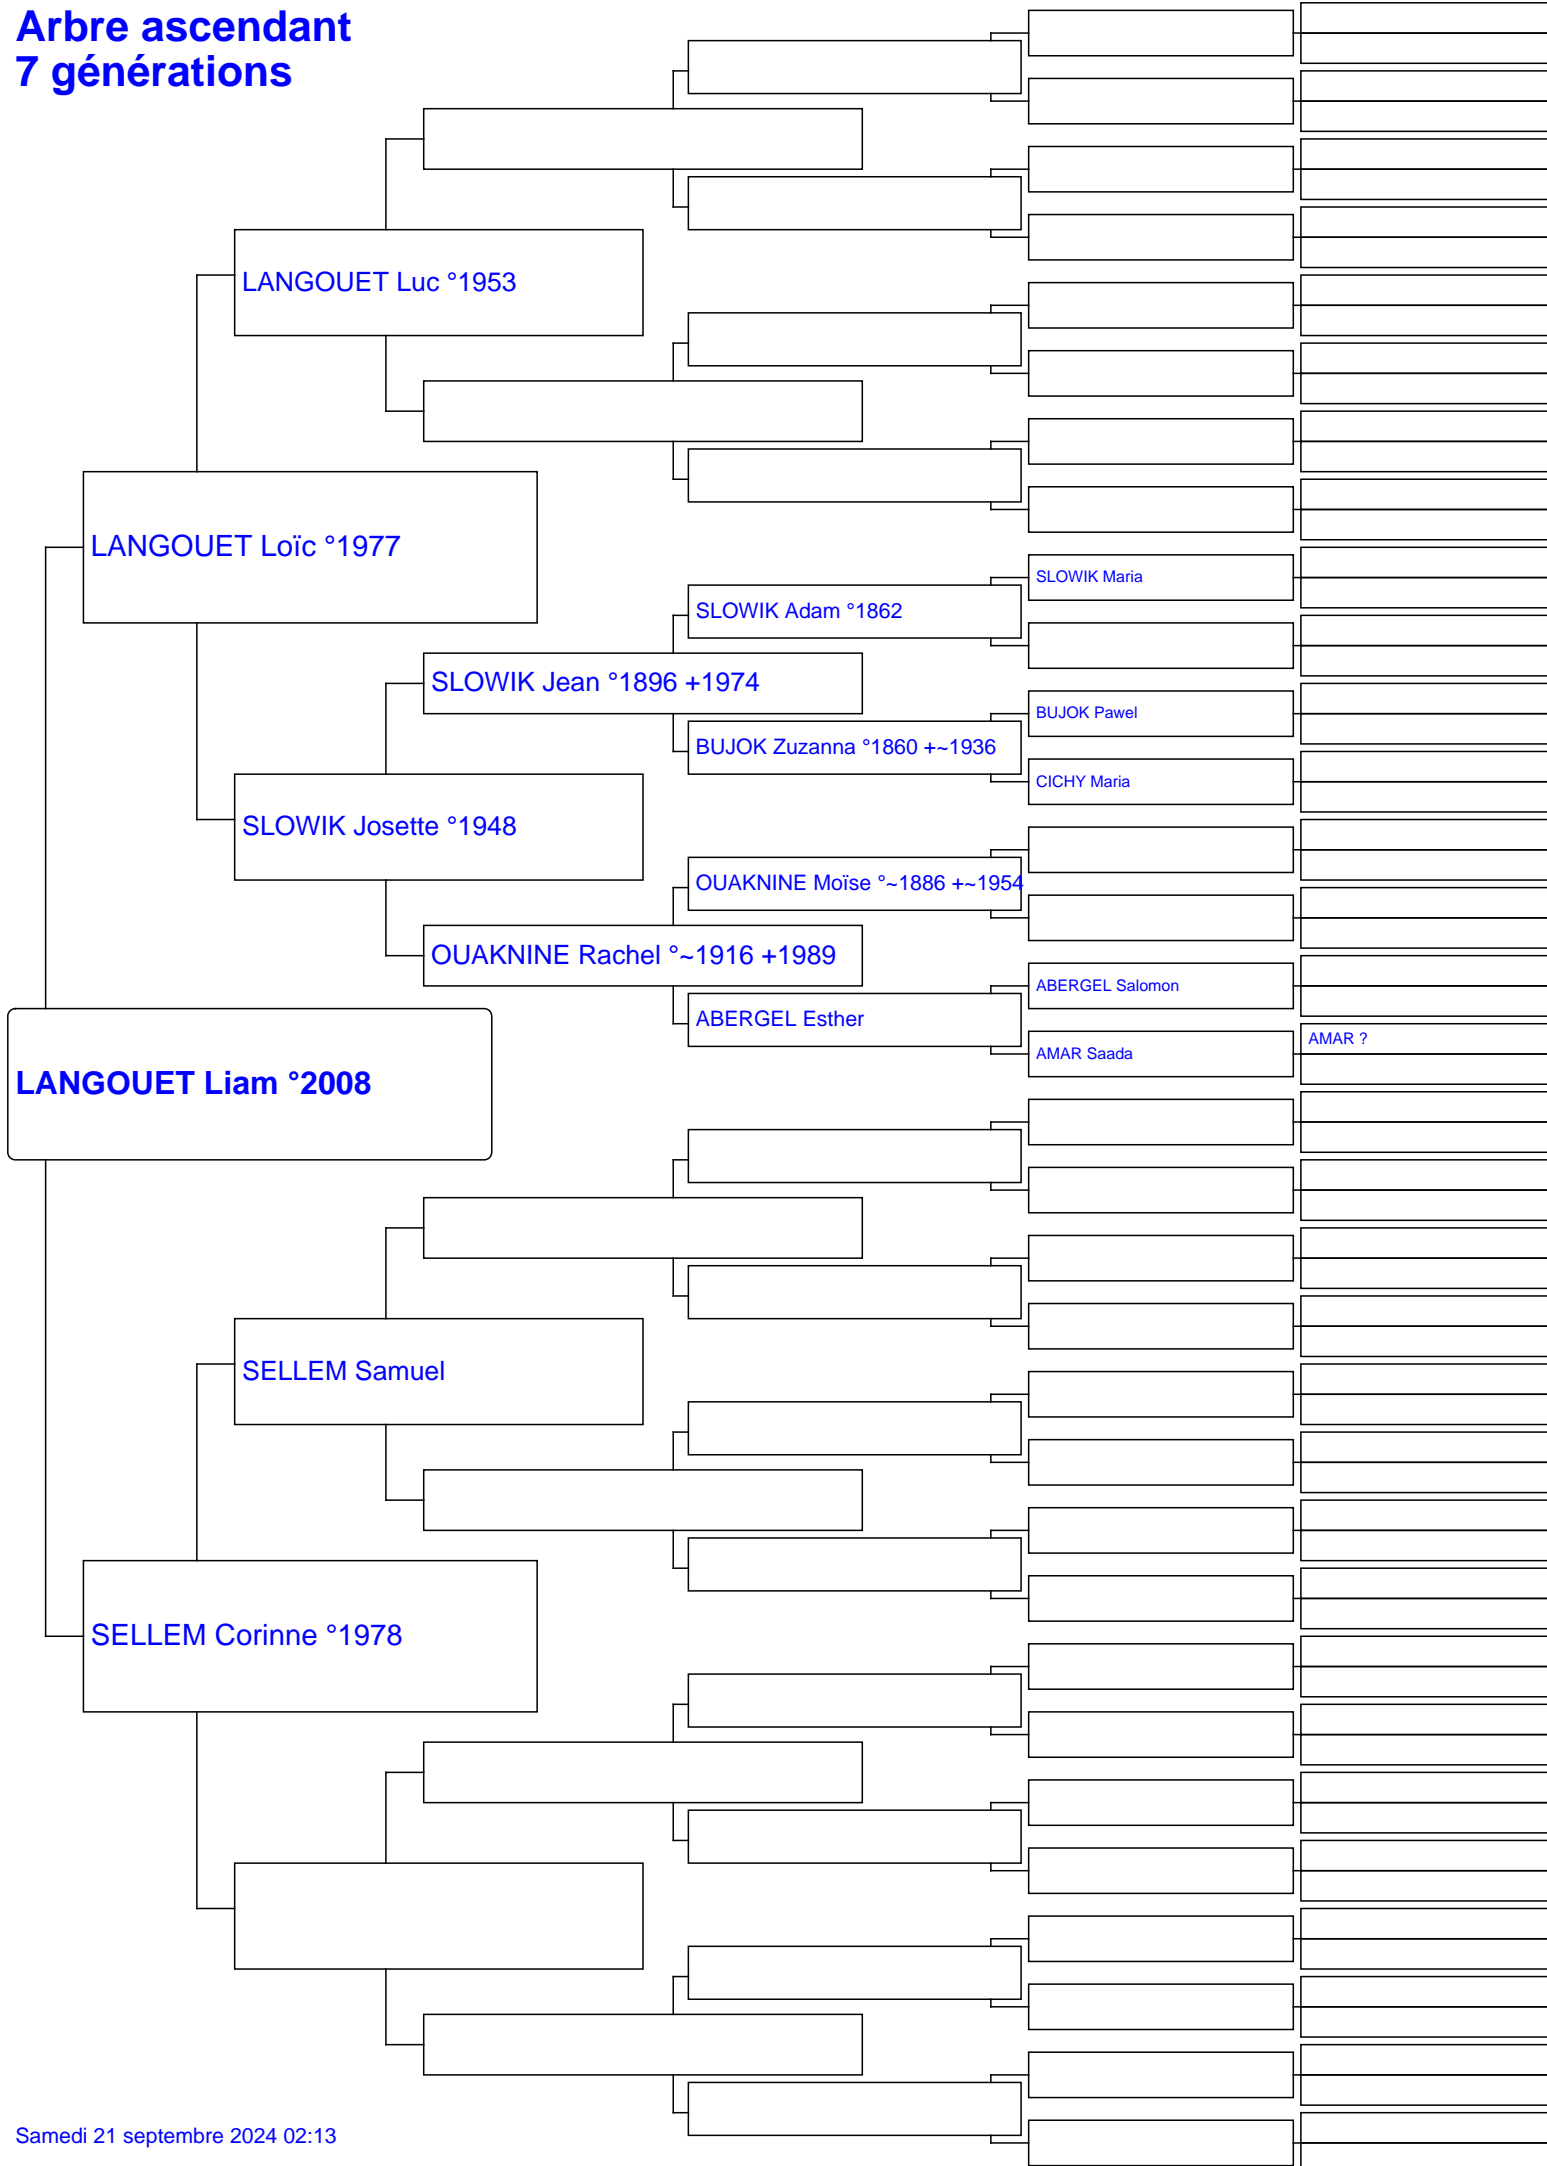 Arbre ascendant
7 générations
LANGOUET Luc °1953
LANGOUET Loïc °1977
SLOWIK Maria
SLOWIK Adam °1862
SLOWIK Jean °1896 +1974
BUJOK Pawel
BUJOK Zuzanna °1860 +~1936
CICHY Maria
SLOWIK Josette °1948
OUAKNINE Moïse °~1886 +~1954
OUAKNINE Rachel °~1916 +1989
ABERGEL Salomon
ABERGEL Esther
AMAR ?
AMAR Saada
LANGOUET Liam °2008
SELLEM Samuel
SELLEM Corinne °1978
Samedi 21 septembre 2024 02:13